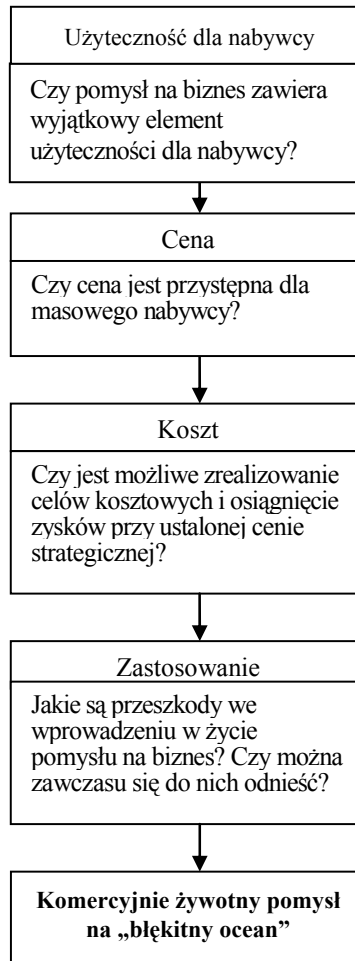 Użyteczność dla nabywcy
Czy pomysł na biznes zawiera
wyjątkowy element
użyteczności dla nabywcy?
Cena
Czy cena jest przystępna dla
masowego nabywcy?
Koszt
Czy jest możliwe zrealizowanie
celów kosztowych i osiągnięcie
zysków przy ustalonej cenie
strategicznej?
Zastosowanie
Jakie są przeszkody we
wprowadzeniu w życie
pomysłu na biznes? Czy można
zawczasu się do nich odnieść?
Komercyjnie żywotny pomysł
na „błękitny ocean”